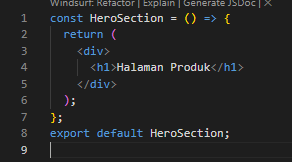 Windsurf: Refactor | Explain | Generate JSDoc | 
1 const HeroSection = () => {
2   return (
3     <div>
4       <h1>Halaman Produk</h1>
5     </div>
6   );
7 };
8 export default HeroSection;
9